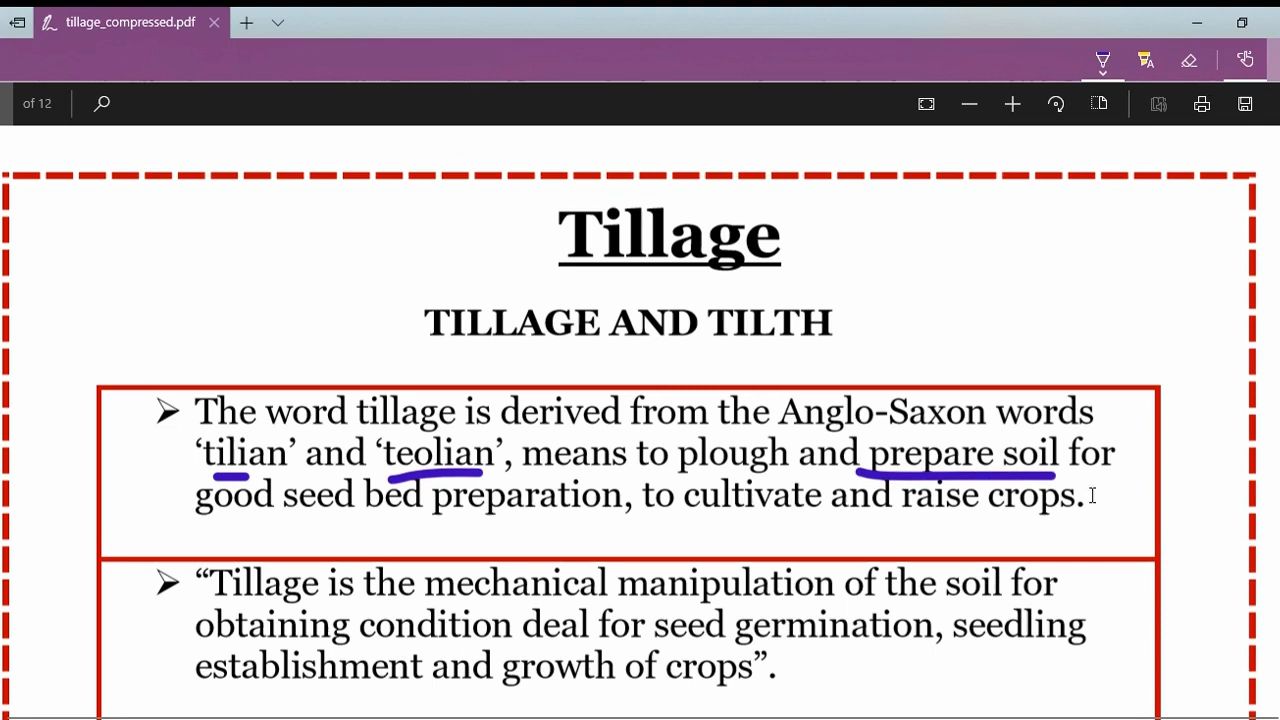 tillage_compressed.pdf
of 12
Tillage
TILLAGE AND TILTH
➢ The word tillage is derived from the Anglo-Saxon words
‘tilian’ and ‘teolian’, means to plough and prepare soil for
good seed bed preparation, to cultivate and raise crops.
➢ “Tillage is the mechanical manipulation of the soil for
obtaining condition deal for seed germination, seedling
establishment and growth of crops”.